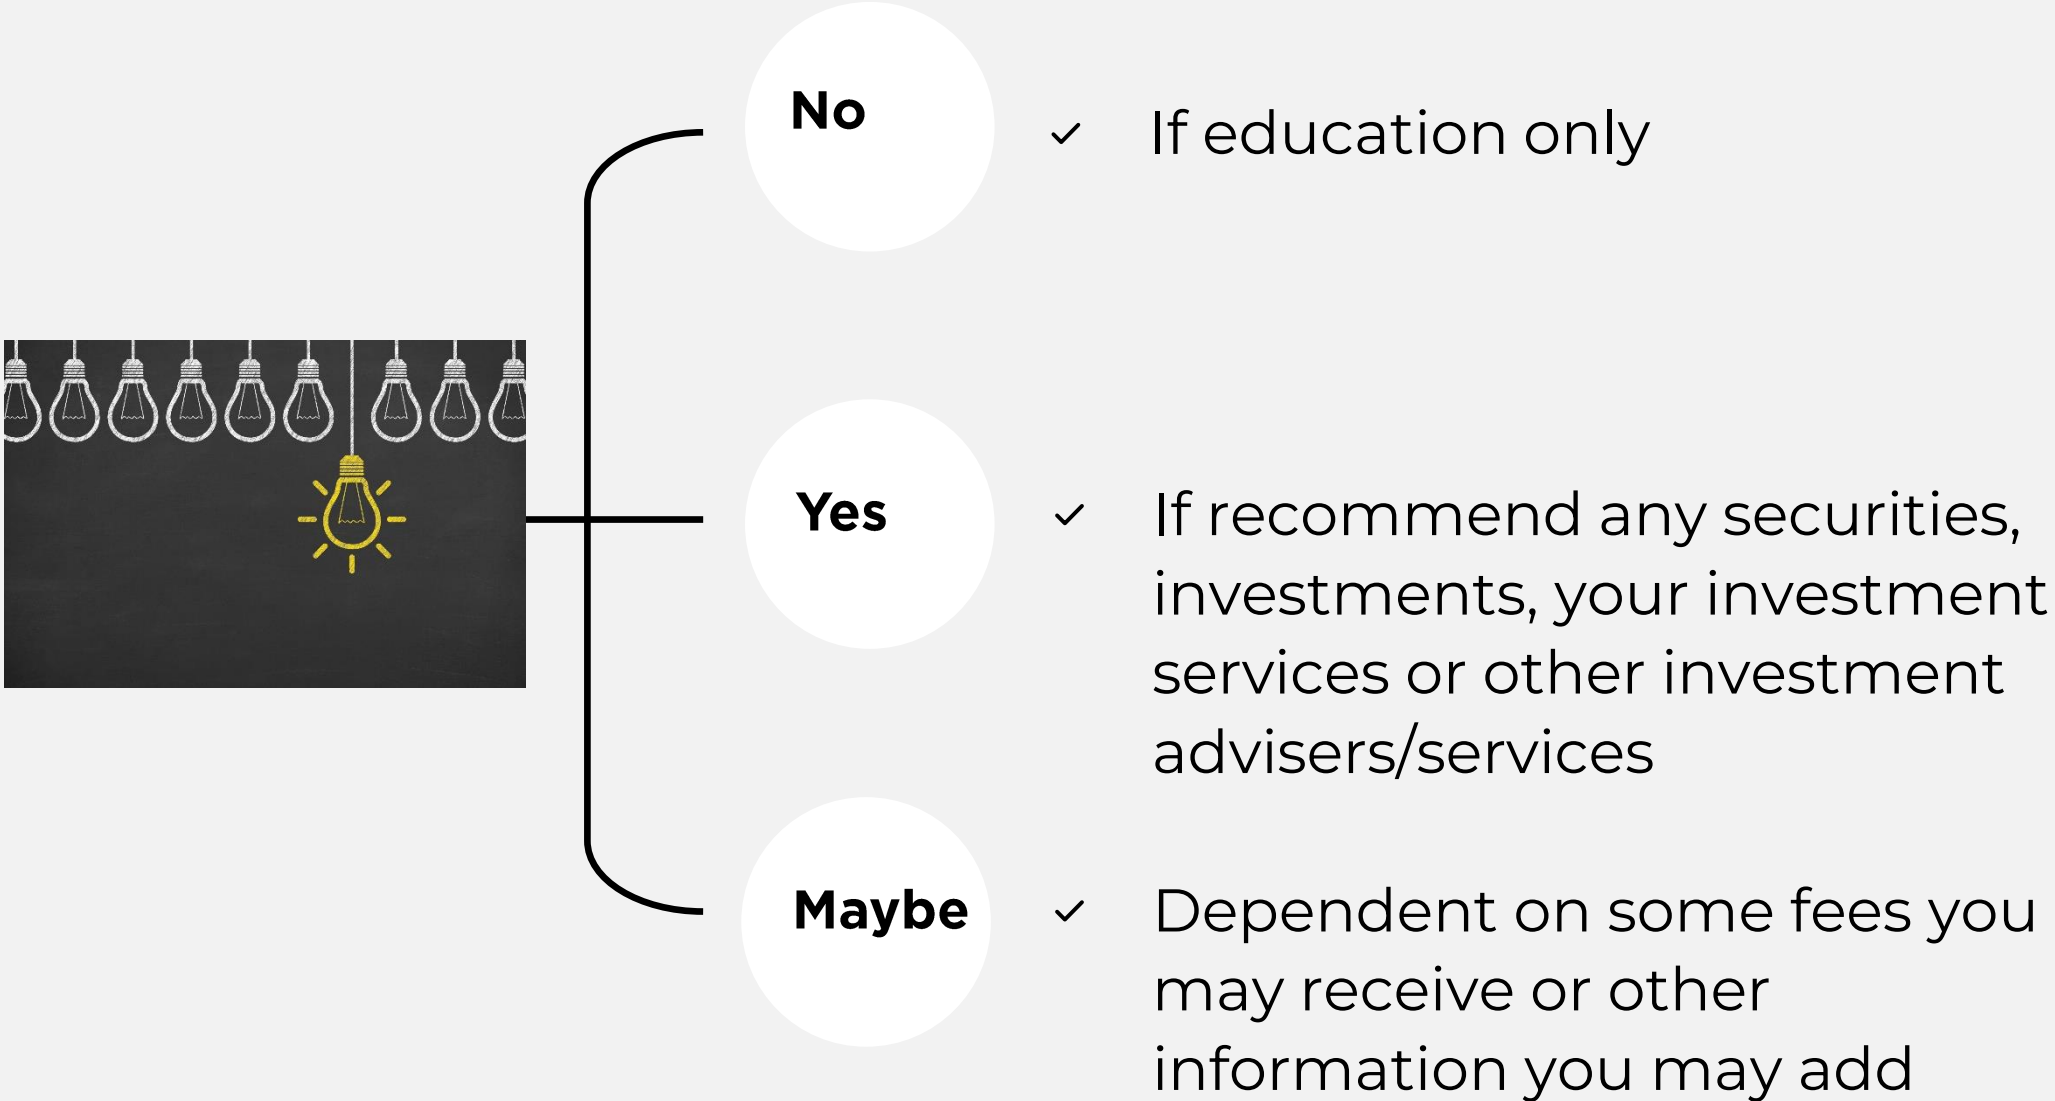 No
If education only
Yes
If recommend any securities,
investments, your investment
services or other investment
advisers/services
Maybe
Dependent on some fees you
may receive or other
information you may add